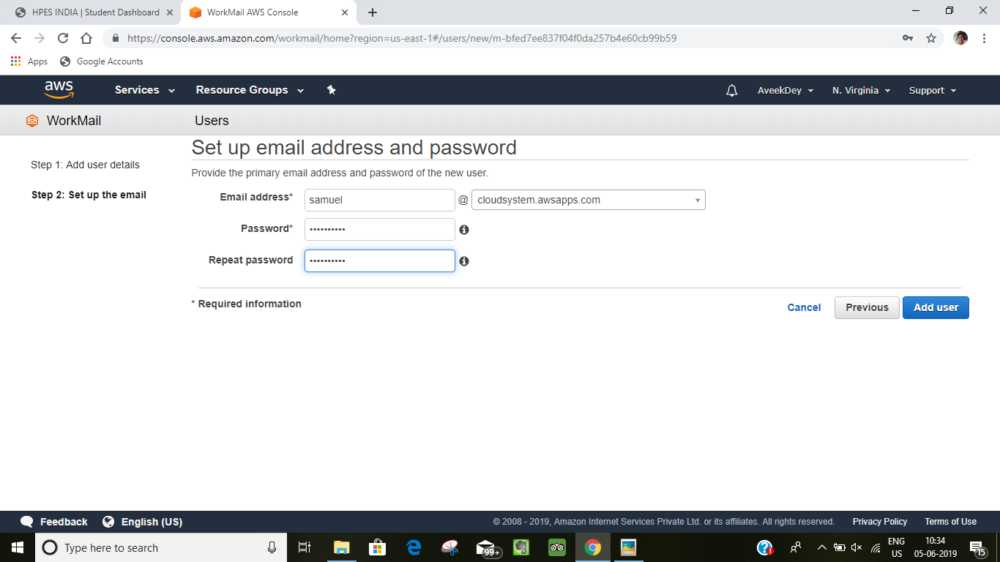 HPES INDIA | Student Dashboard
WorkMail AWS Console
https://console.aws.amazon.com/workmail/home?region=us-east-1#/users/new/m-bfed7ee837f04f0da257b4e60cb99b59
Apps Google Accounts
aws Services Resource Groups AveekDey N. Virginia Support
WorkMail Users
Set up email address and password
Step 1: Add user details
Provide the primary email address and password of the new user.
Step 2: Set up the email
Email address* samuel @ cloudsystem.awsapps.com
Password* ••••••••••
Repeat password ••••••••••
* Required information
Cancel Previous Add user
Feedback English (US) © 2008 - 2019, Amazon Internet Services Private Ltd. or its affiliates. All rights reserved. Privacy Policy Terms of Use
Type here to search 99+ ENG 10:34
US 05-06-2019 15